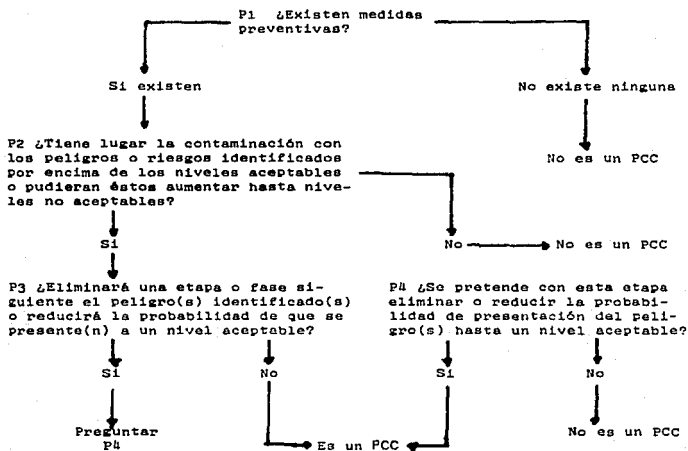 P1 ¿Existen medidas
preventivas?
Si existen
No existe ninguna
No es un PCC
P2 ¿Tiene lugar la contaminación con
los peligros o riesgos identificados
por encima de los niveles aceptables
o pudieran éstos aumentar hasta nive-
les no aceptables?
Sí
No
No es un PCC
P3 ¿Eliminará una etapa o fase si-
guiente el peligro(s) identificado(s)
o reducirá la probabilidad de que se
presente(n) a un nivel aceptable?
P4 ¿Se pretende con esta etapa
eliminar o reducir la probabi-
lidad de presentación del peli-
gro(s) hasta un nivel aceptable?
Sí
No
Sí
No
Preguntar
P4
Es un PCC
No es un PCC